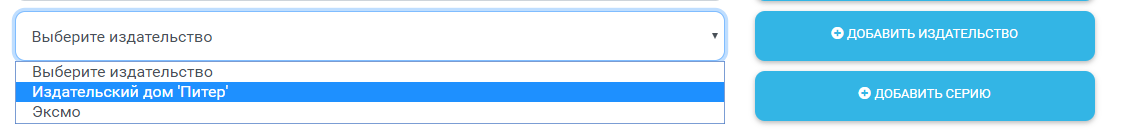 Выберите издательство
ДОБАВИТЬ ИЗДАТЕЛЬСТВО
Выберите издательство
Издательский дом 'Питер'
Эксмо
ДОБАВИТЬ СЕРИЮ